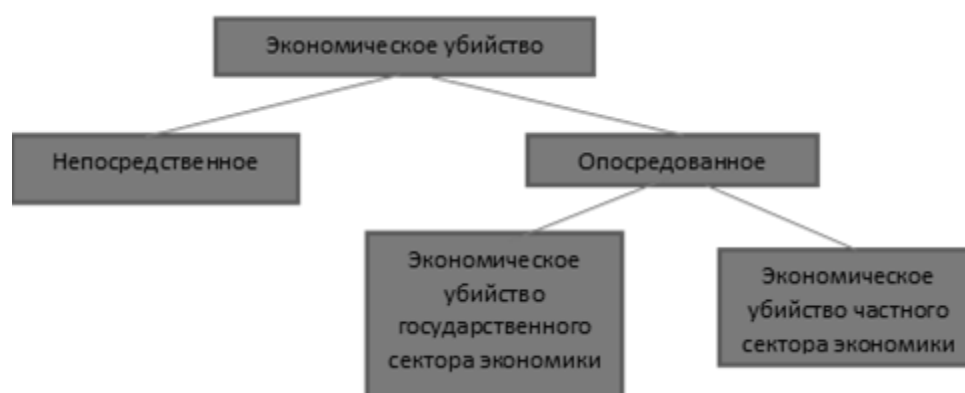 Экономическое убийство
Непосредственное
Опосредованное
Экономическое
убийство
государственного
сектора экономики
Экономическое
убийство частного
сектора экономики